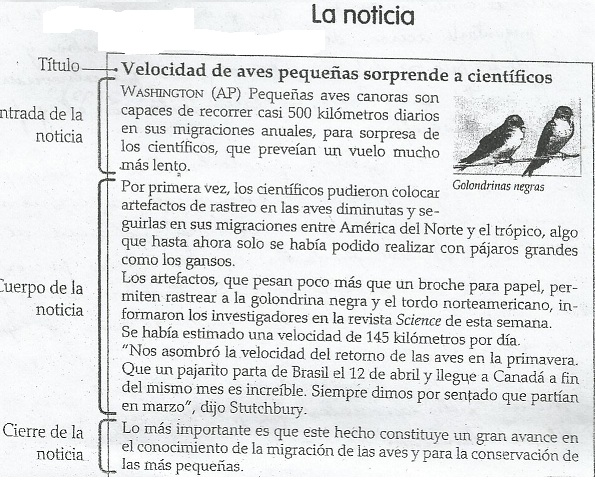 La noticia
Título
Velocidad de aves pequeñas sorprende a científicos
ntrada de la
noticia
WASHINGTON (AP) Pequeñas aves canoras son
capaces de recorrer casi 500 kilómetros diarios
en sus migraciones anuales, para sorpresa de
los científicos, que preveían un vuelo mucho
más lento.
Golondrinas negras
Cuerpo de la
noticia
Por primera vez, los científicos pudieron colocar
artefactos de rastreo en las aves diminutas y se-
guirlas en sus migraciones entre América del Norte y el trópico, algo
que hasta ahora solo se había podido realizar con pájaros grandes
como los gansos.
Los artefactos, que pesan poco más que un broche para papel, per-
miten rastrear a la golondrina negra y el tordo norteamericano, in-
formaron los investigadores en la revista Science de esta semana.
Se había estimado una velocidad de 145 kilómetros por día.
"Nos asombró la velocidad del retorno de las aves en la primavera.
Que un pajarito parta de Brasil el 12 de abril y llegue a Canadá a fin
del mismo mes es increíble. Siempre dimos por sentado que partían
en marzo", dijo Stutchbury.
Cierre de la
noticia
Lo más importante es que este hecho constituye un gran avance en
el conocimiento de la migración de las aves y para la conservación de
las más pequeñas.